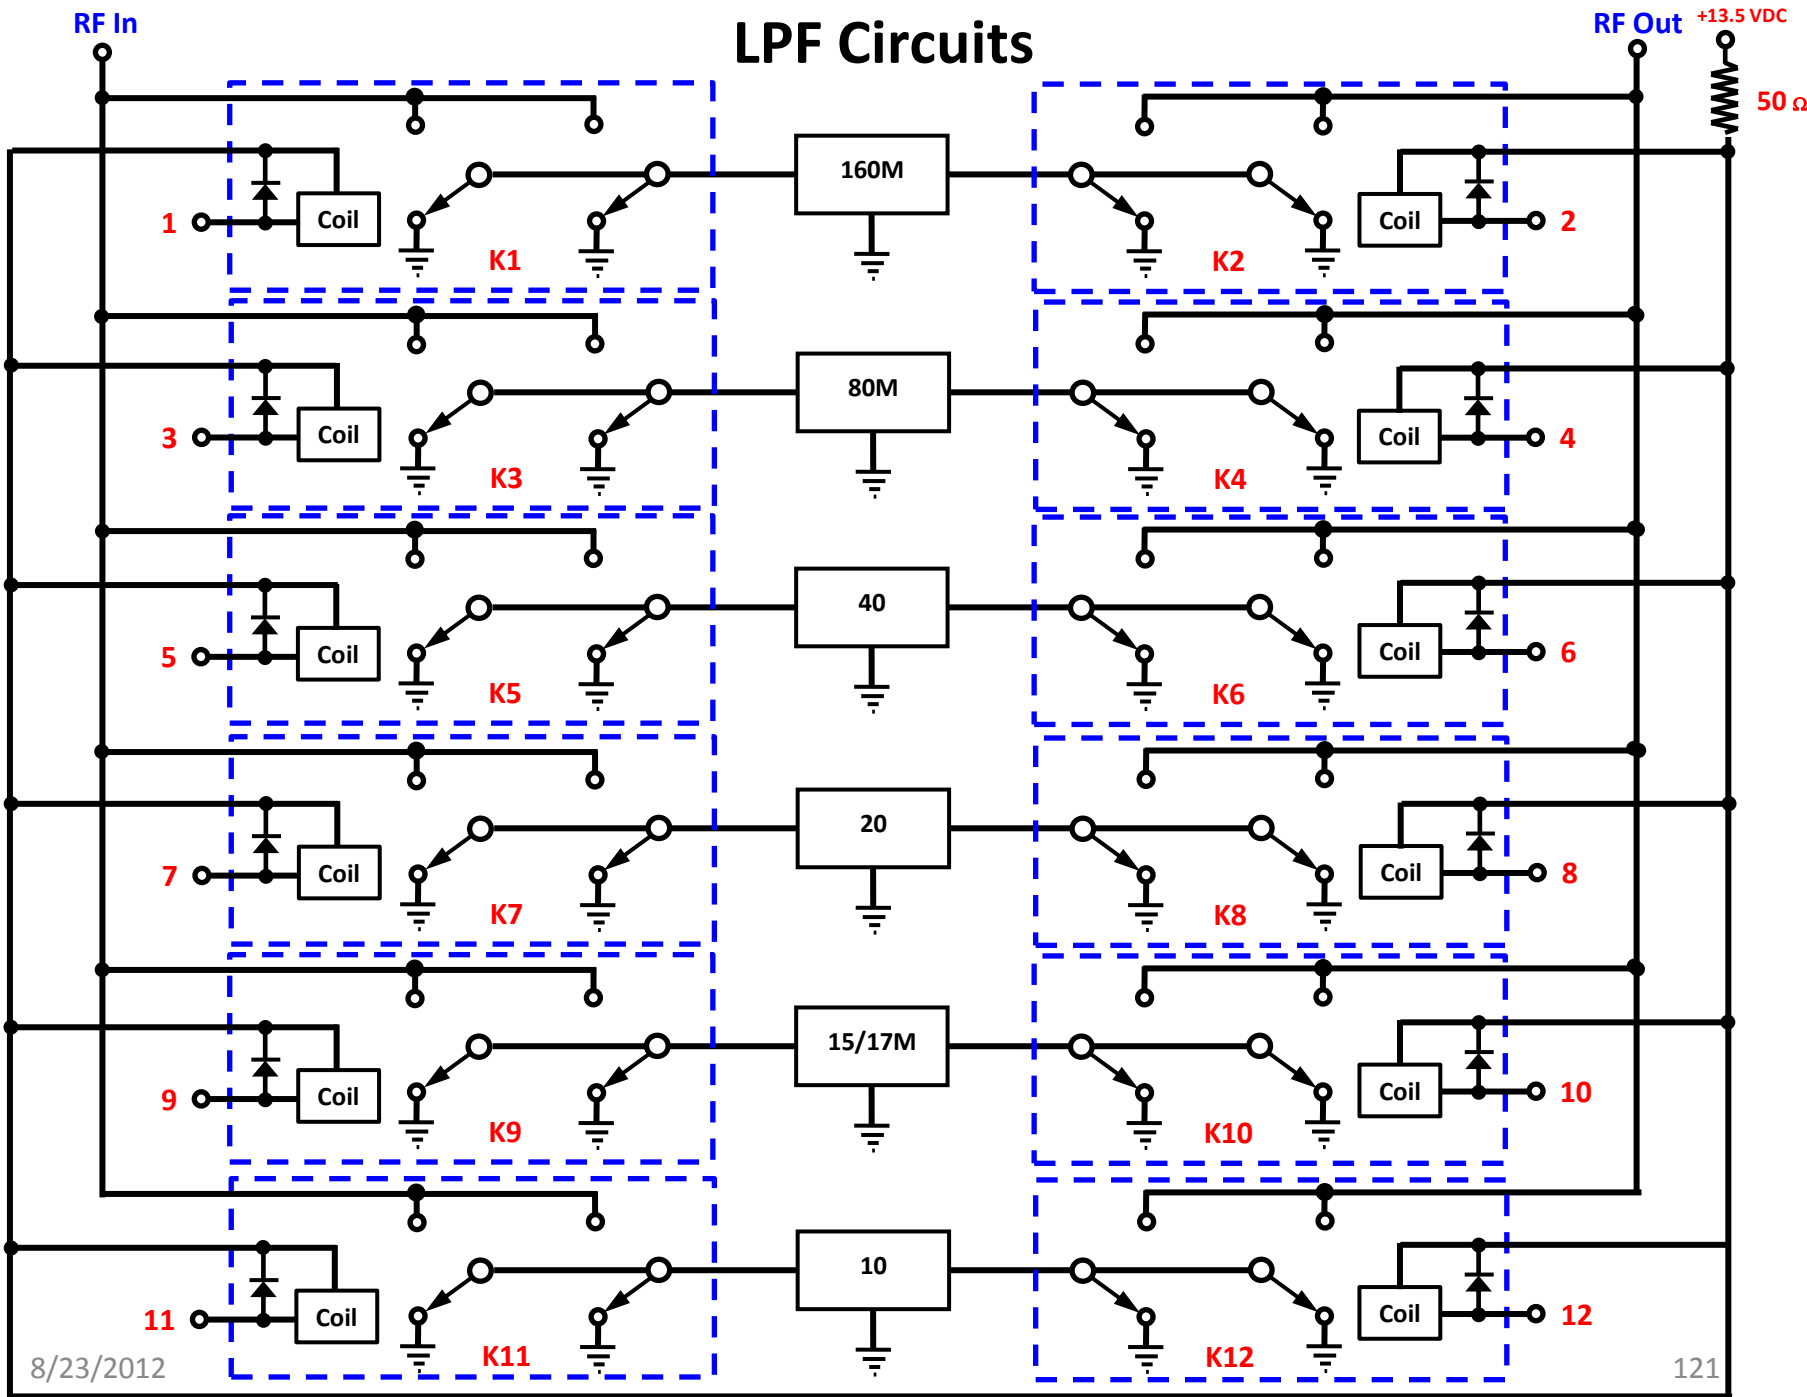 RF In
LPF Circuits
RF Out
+13.5 VDC
50 Ω
160M
1
Coil
K1
K2
Coil
2
80M
3
Coil
K3
K4
Coil
4
40
5
Coil
K5
K6
Coil
6
20
7
Coil
K7
K8
Coil
8
15/17M
9
Coil
K9
K10
Coil
10
10
11
Coil
K11
K12
Coil
12
8/23/2012
121